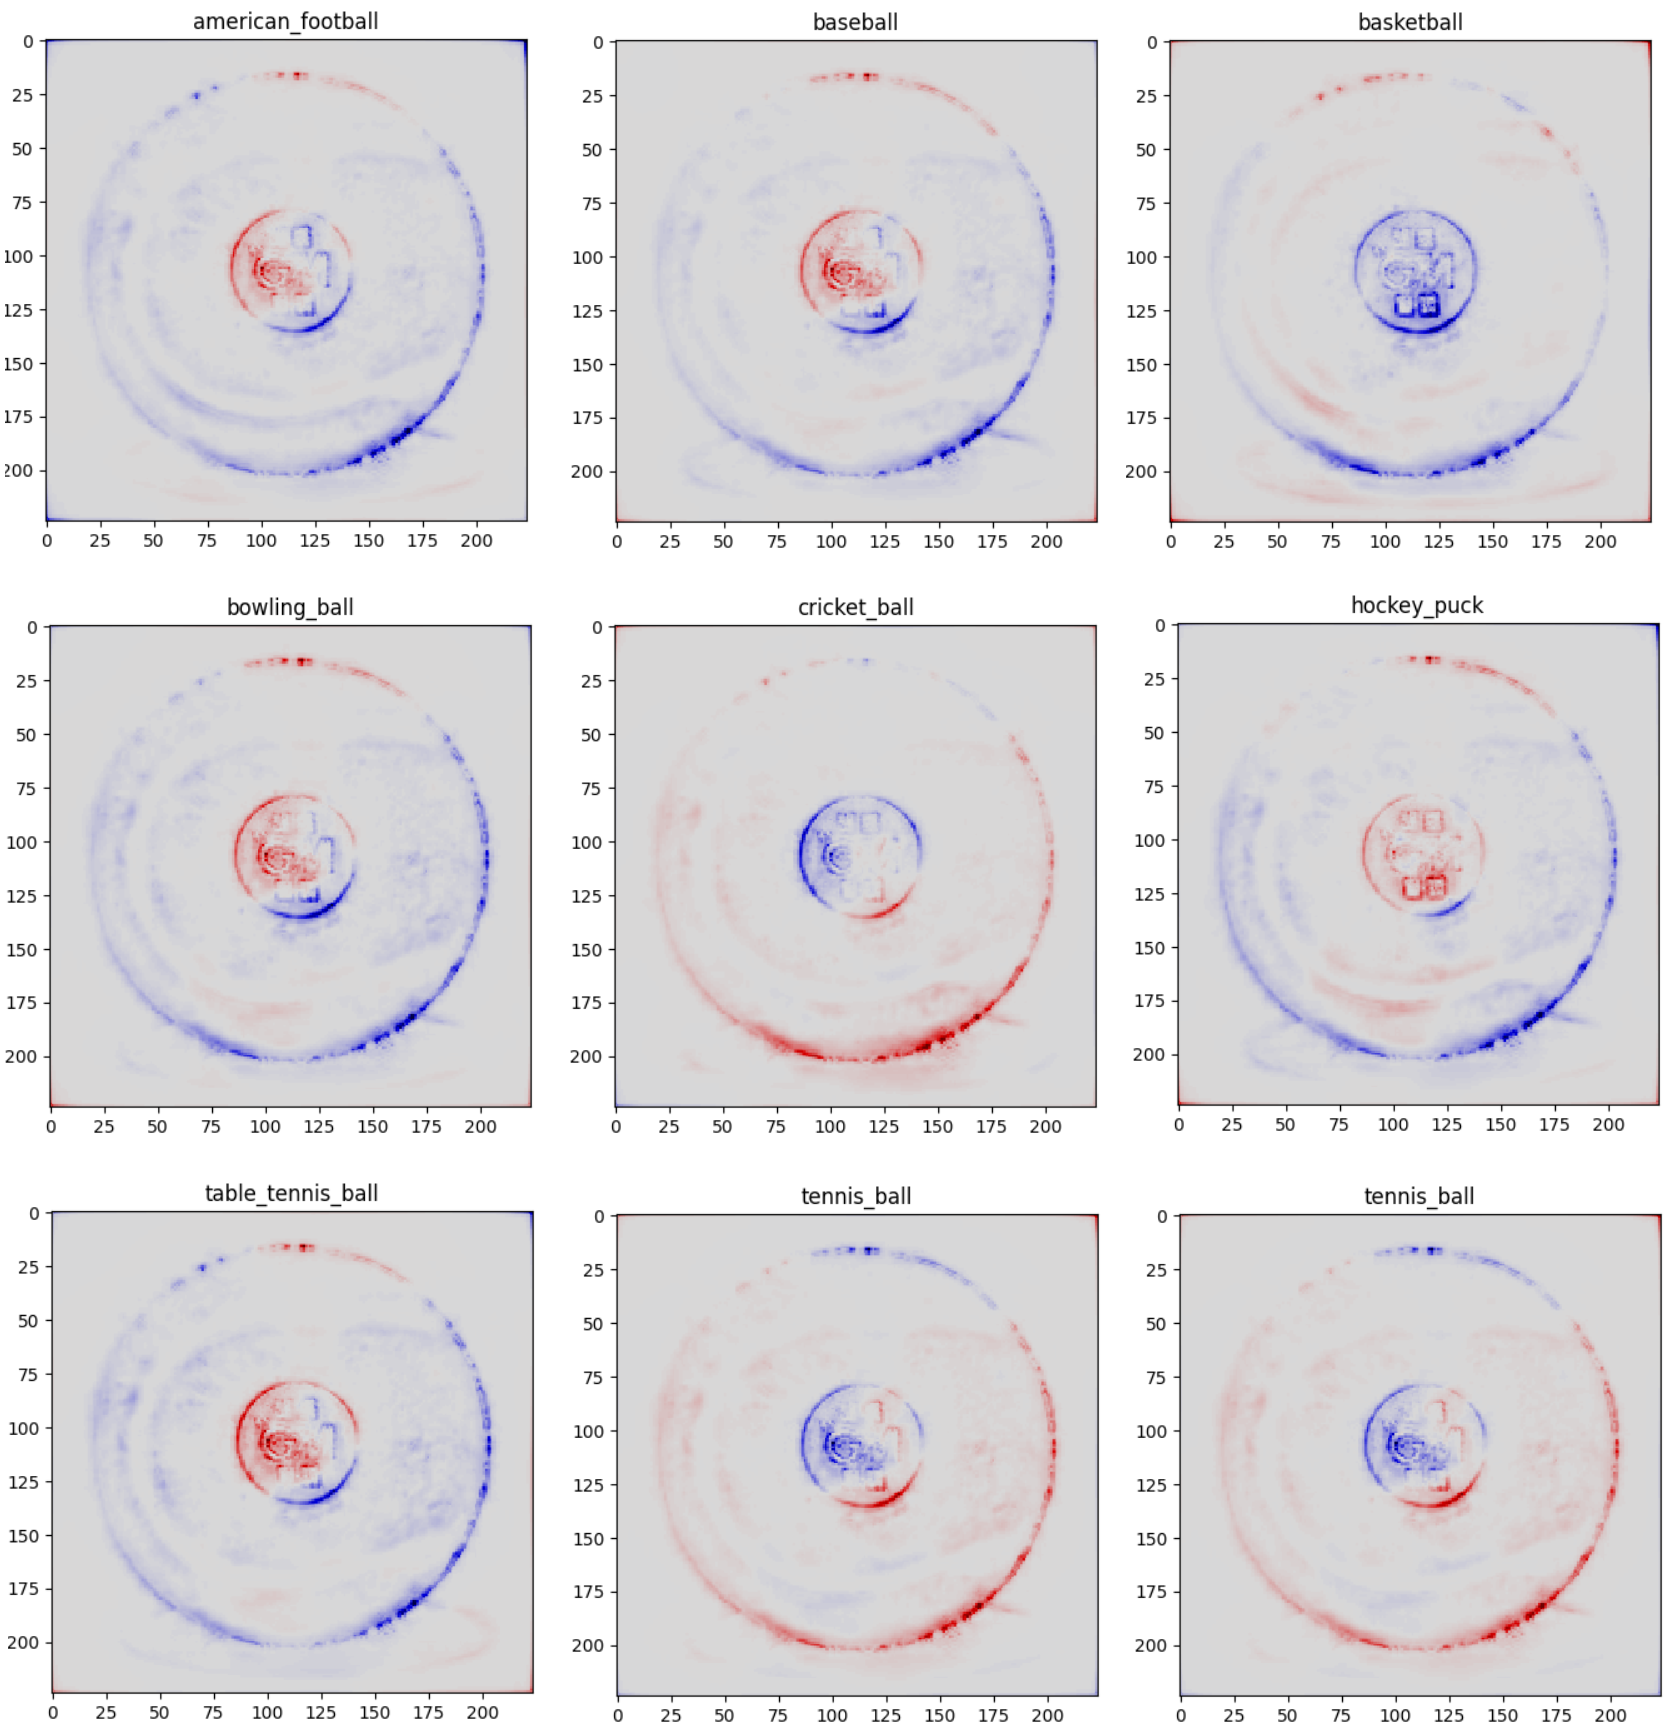 american_football baseball basketball
0 0 0
25 25 25
50 50 50
75 75 75
100 100 100
125 125 125
150 150 150
175 175 175
200 200 200
0 25 50 75 100 125 150 175 200 0 25 50 75 100 125 150 175 200 0 25 50 75 100 125 150 175 200
bowling_ball cricket_ball hockey_puck
0 0 0
25 25 25
50 50 50
75 75 75
100 100 100
125 125 125
150 150 150
175 175 175
200 200 200
0 25 50 75 100 125 150 175 200 0 25 50 75 100 125 150 175 200 0 25 50 75 100 125 150 175 200
table_tennis_ball tennis_ball tennis_ball
0 0 0
25 25 25
50 50 50
75 75 75
100 100 100
125 125 125
150 150 150
175 175 175
200 200 200
0 25 50 75 100 125 150 175 200 0 25 50 75 100 125 150 175 200 0 25 50 75 100 125 150 175 200